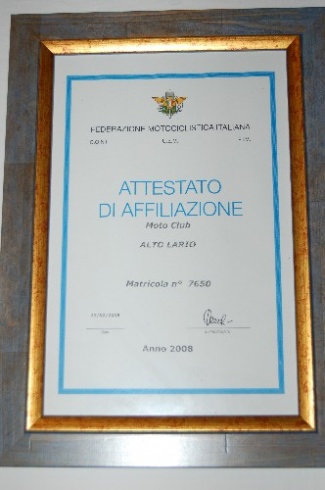 FEDERAZIONE MOTOCICLISTICA ITALIANA
ATTESTATO
DI AFFILIAZIONE
Moto Club
ALTO LARIO
Matricola n° 7650
Anno 2008